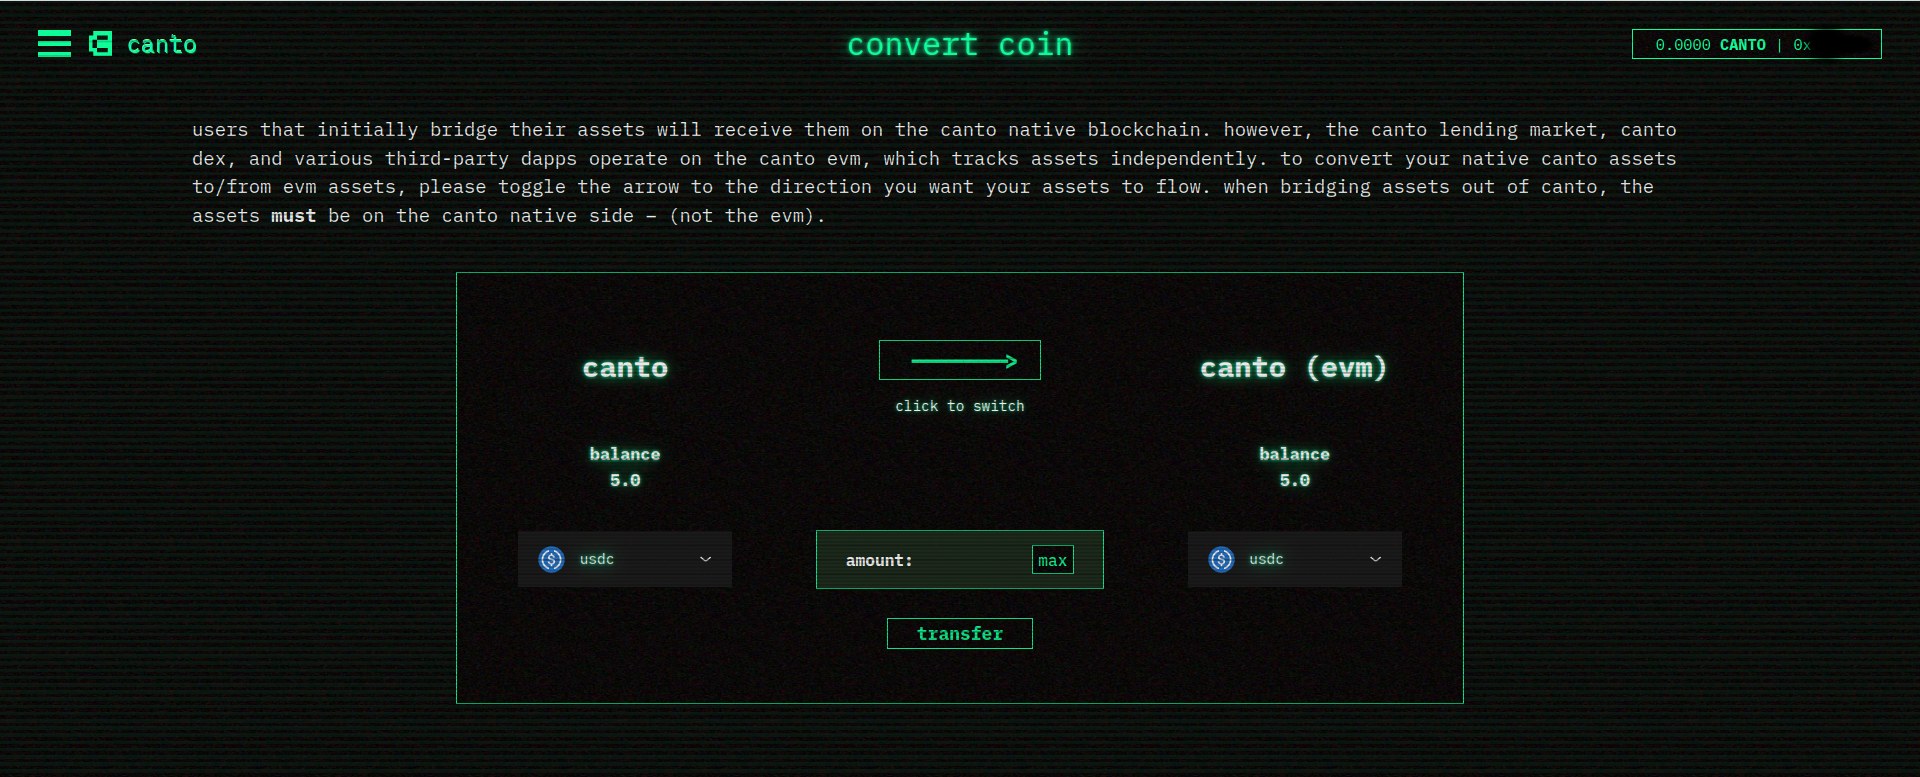 canto
convert coin
0.0000 CANTO | 0x
users that initially bridge their assets will receive them on the canto native blockchain. however, the canto lending market, canto
dex, and various third-party dapps operate on the canto evm, which tracks assets independently. to convert your native canto assets
to/from evm assets, please toggle the arrow to the direction you want your assets to flow. when bridging assets out of canto, the
assets must be on the canto native side – (not the evm).
canto
canto (evm)
click to switch
balance
5.0
balance
5.0
usdc
amount:
max
usdc
transfer